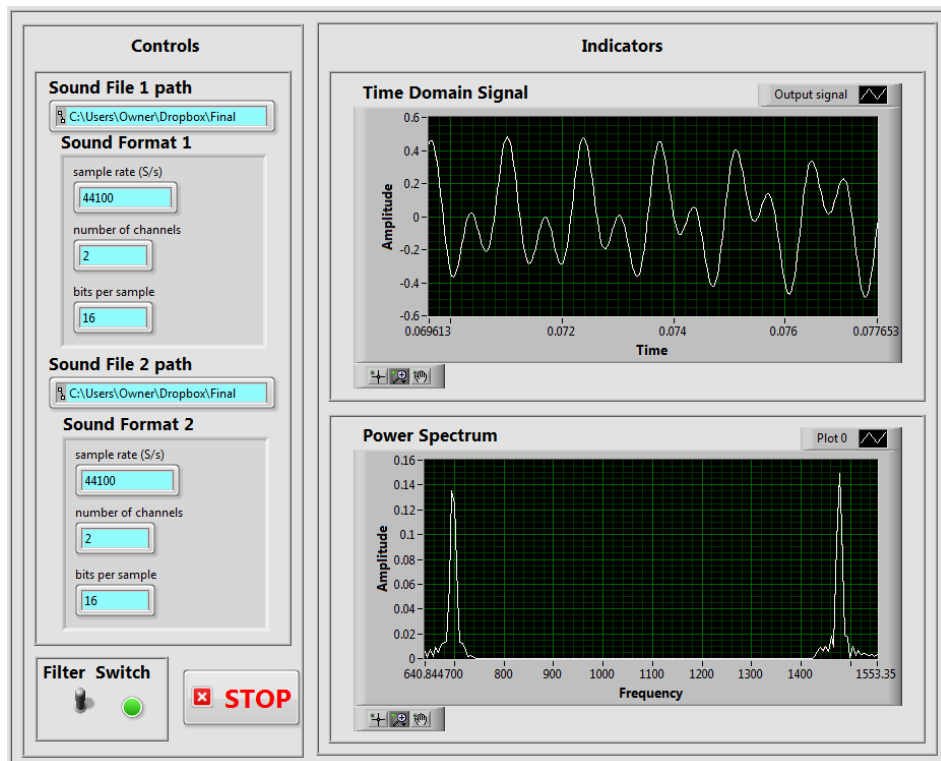 Controls
Sound File 1 path
C:\Users\Owner\Dropbox\Final
Sound Format 1
sample rate (S/s)
44100
number of channels
2
bits per sample
16
Sound File 2 path
C:\Users\Owner\Dropbox\Final
Sound Format 2
sample rate (S/s)
44100
number of channels
2
bits per sample
16
Filter Switch
STOP
Indicators
Time Domain Signal
Output signal
0.6
0.4
0.2
0
-0.2
-0.4
-0.6
Amplitude
0.069613 0.072 0.074 0.076 0.077653
Time
Power Spectrum
Plot 0
0.16
0.14
0.12
0.1
0.08
0.06
0.04
0.02
0
Amplitude
640.844 700 800 900 1000 1100 1200 1300 1400 1553.35
Frequency